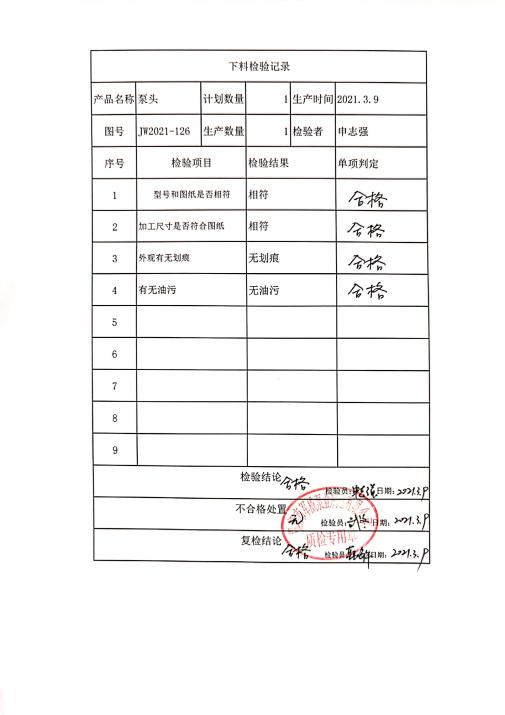 下料检验记录
产品名称 泵头 计划数量 1 生产时间 2021.3.9
图号 JW2021-126 生产数量 1 检验者 申志强
序号 检验项目 检验结果 单项判定
1 型号和图纸是否相符 相符 合格
2 加工尺寸是否符合图纸 相符 合格
3 外观有无划痕 无划痕 合格
4 有无油污 无油污 合格
5
6
7
8
9
检验结论 合格 检验员: 日期: 2021.3.9
不合格处置 无 检验员: 日期: 2021.3.9
质检专用章
复检结论 合格 检验员 日期: 2021.3.9